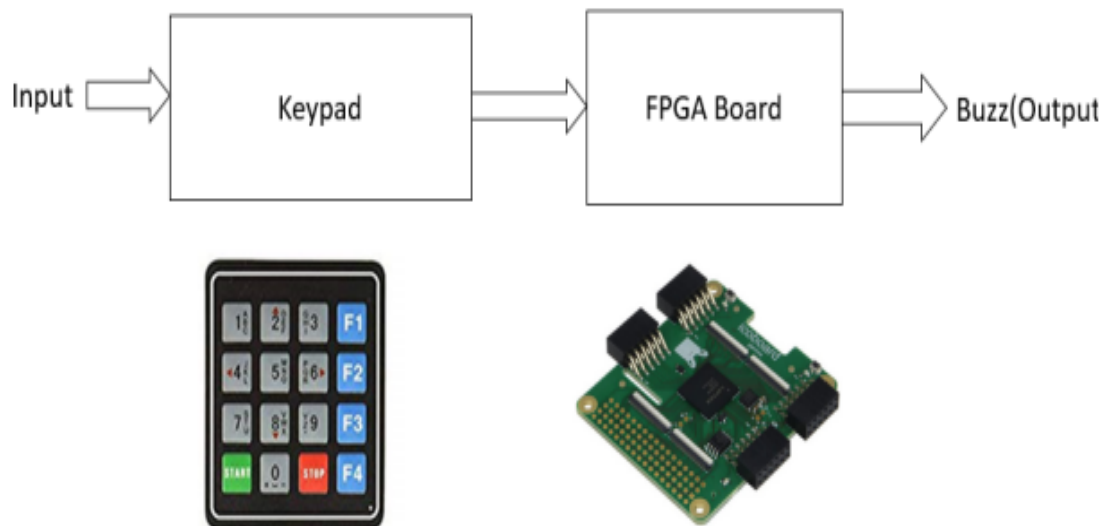 Input
Keypad
FPGA Board
Buzz(Output
1 2 3 F1
4 5 6 F2
7 8 9 F3
START 0 STOP F4
icoboard